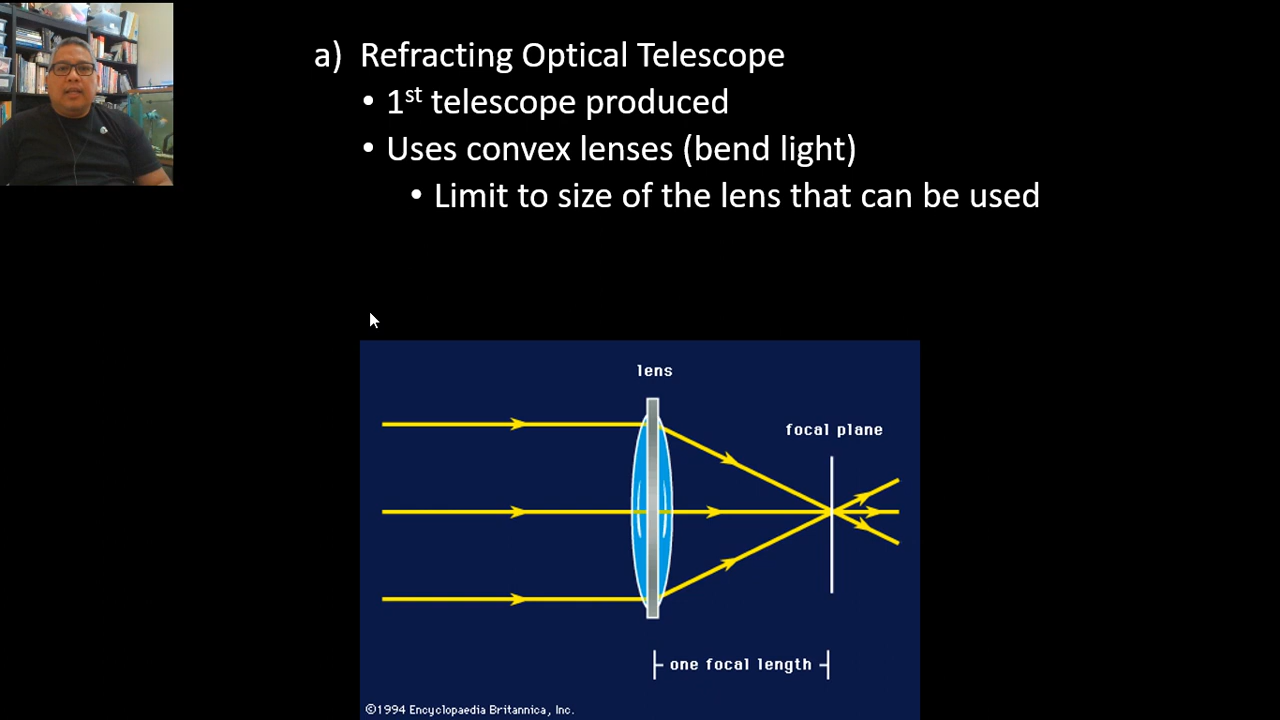 a) Refracting Optical Telescope
• 1st telescope produced
• Uses convex lenses (bend light)
• Limit to size of the lens that can be used
lens
focal plane
one focal length
©1994 Encyclopaedia Britannica, Inc.